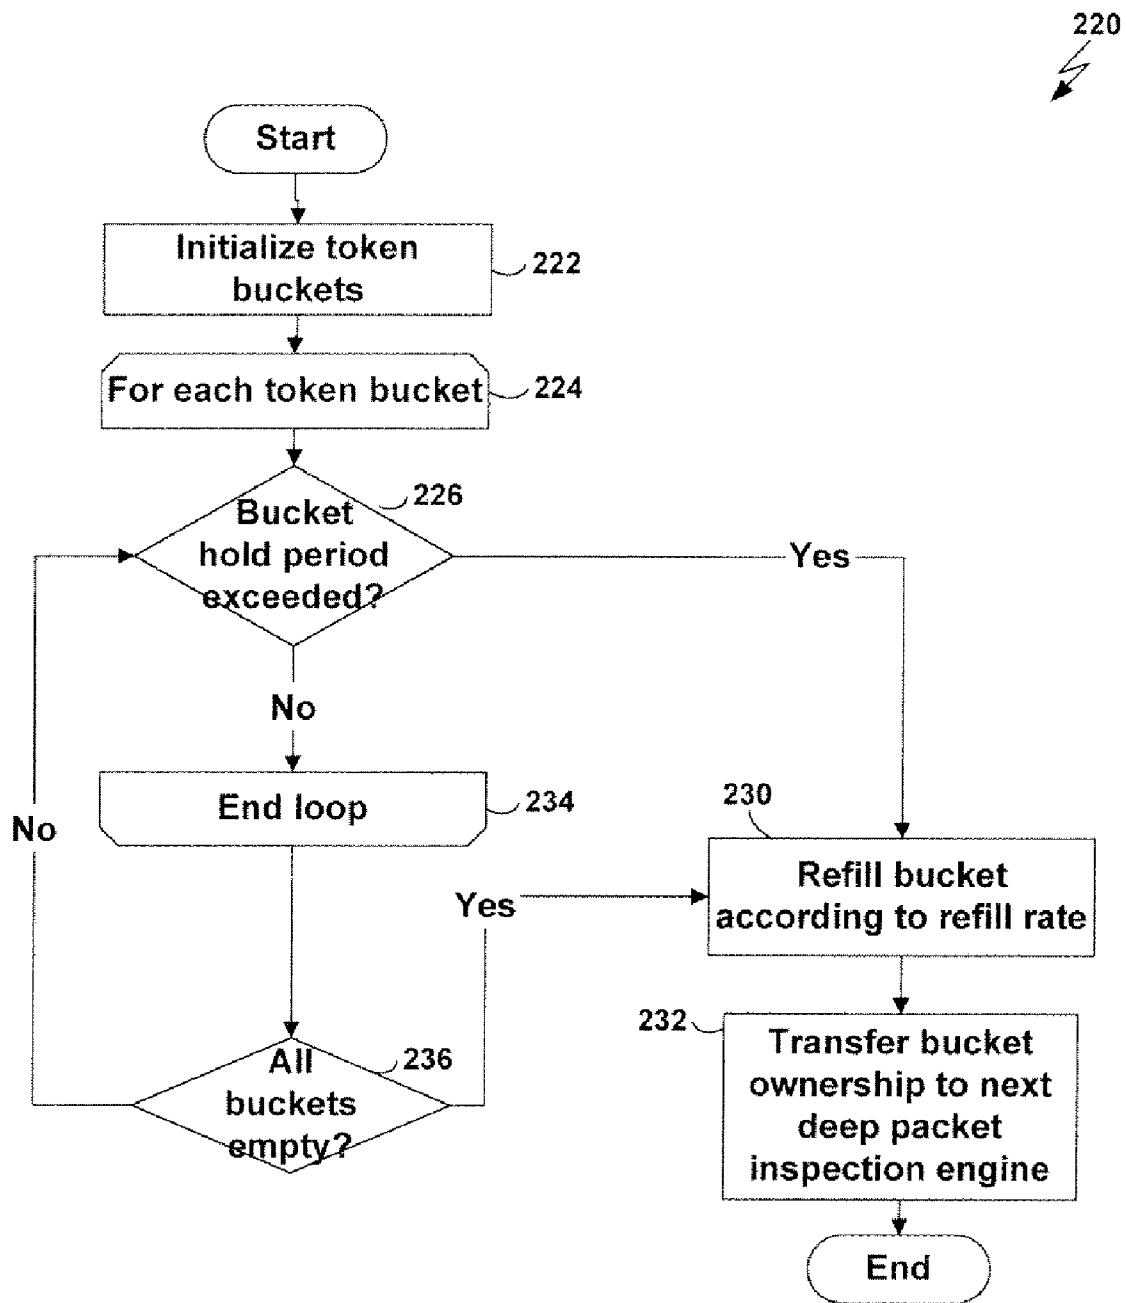 220
Start
Initialize token
buckets
222
For each token bucket
224
226
Bucket
hold period
exceeded?
Yes
No
End loop
234
No
230
Refill bucket
according to refill rate
Yes
232
Transfer bucket
ownership to next
deep packet
inspection engine
236
All
buckets
empty?
End